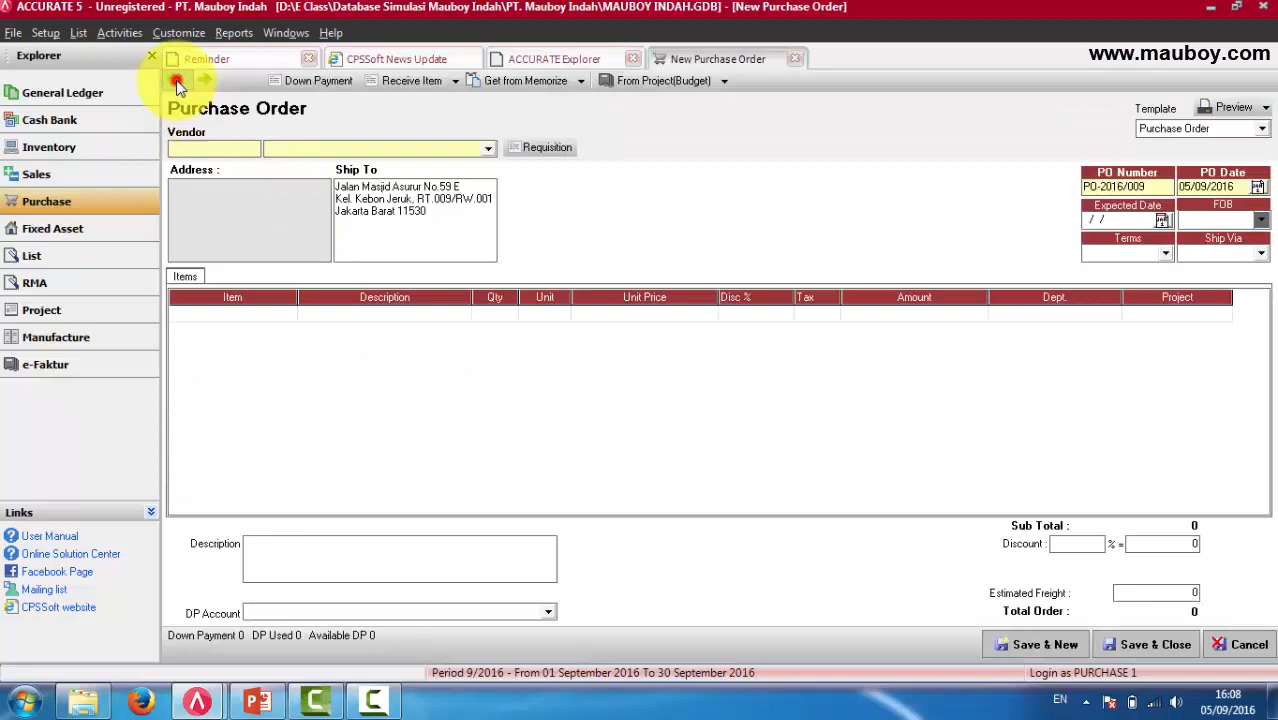 ACCURATE 5 - Unregistered - PT. Mauboy Indah - [D:\E Class\Database Simulasi Mauboy Indah\PT. Mauboy Indah\MAUBOY INDAH.GDB] - [New Purchase Order]
File Setup List Activities Customize Reports Windows Help
Explorer
Reminder
CPSSoft News Update
ACCURATE Explorer
New Purchase Order
www.mauboy.com
Down Payment
Receive Item
Get from Memorize
From Project(Budget)
General Ledger
Cash Bank
Inventory
Sales
Purchase
Fixed Asset
List
RMA
Project
Manufacture
e-Faktur
Purchase Order
Template
Preview
Purchase Order
Vendor
Requisition
Address :
Ship To
Jalan Masjid Asurur No.59 E
Kel. Kebon Jeruk, RT.009/RW.001
Jakarta Barat 11530
PO Number PO Date
PO-2016/009 05/09/2016
Expected Date FOB
/ /
Terms Ship Via
Items
Item Description Qty Unit Unit Price Disc % Tax Amount Dept. Project
Links
User Manual
Online Solution Center
Facebook Page
Mailing list
CPSSoft website
Description
DP Account
Sub Total : 0
Discount : % = 0
Estimated Freight : 0
Total Order : 0
Down Payment 0 DP Used 0 Available DP 0
Save & New
Save & Close
Cancel
Period 9/2016 - From 01 September 2016 To 30 September 2016
Login as PURCHASE 1
EN
16:08
05/09/2016